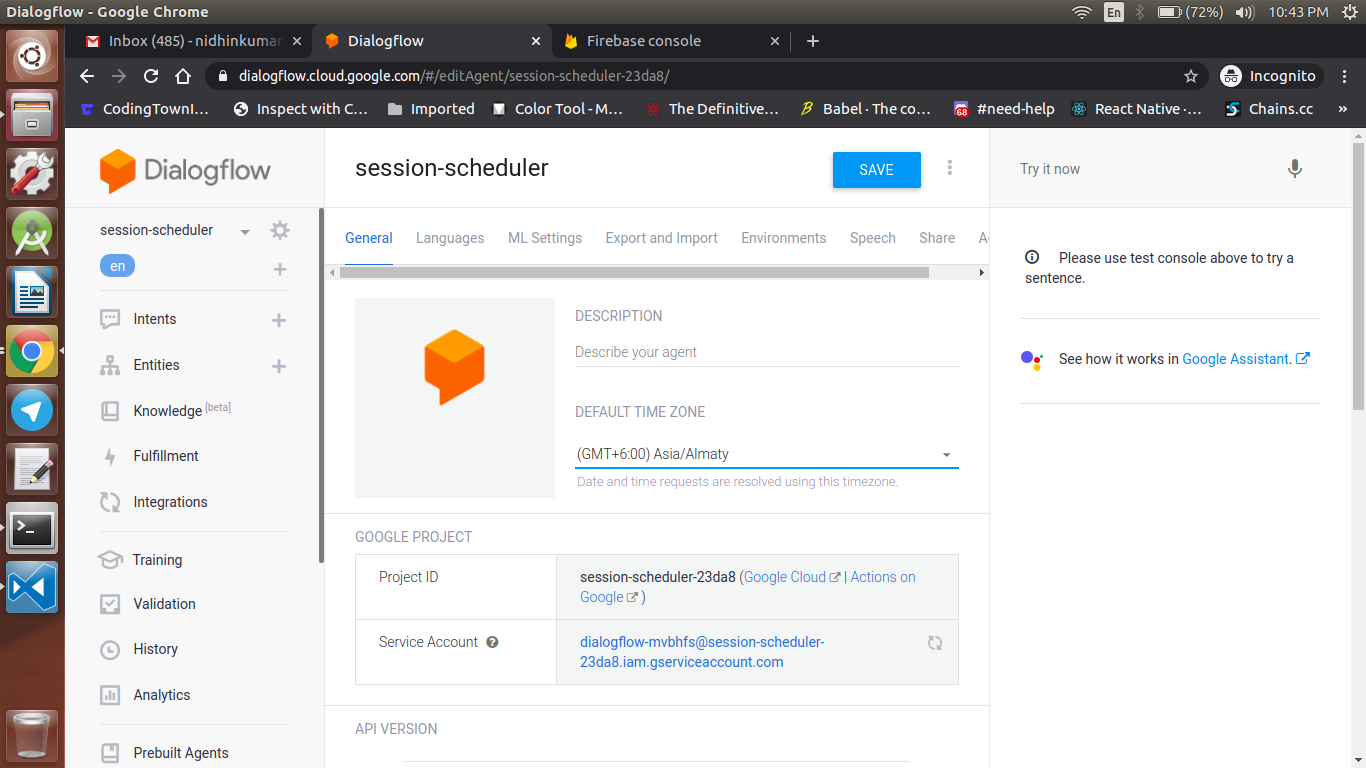 Dialogflow - Google Chrome
En
(72%)
10:43 PM
Inbox (485) - nidhinkumar
Dialogflow
Firebase console
dialogflow.cloud.google.com/#/editAgent/session-scheduler-23da8/
Incognito
CodingTownI...
Inspect with C...
Imported
Color Tool - M...
The Definitive...
Babel · The co...
68
#need-help
React Native ·...
Chains.cc
»
Dialogflow
session-scheduler
en
Intents
Entities
Knowledge [beta]
Fulfillment
Integrations
Training
Validation
History
Analytics
Prebuilt Agents
session-scheduler
SAVE
General
Languages
ML Settings
Export and Import
Environments
Speech
Share
DESCRIPTION
Describe your agent
DEFAULT TIME ZONE
(GMT+6:00) Asia/Almaty
Date and time requests are resolved using this timezone.
GOOGLE PROJECT
Project ID
session-scheduler-23da8 (Google Cloud | Actions on
Google )
Service Account
dialogflow-mvbhfs@session-scheduler-
23da8.iam.gserviceaccount.com
API VERSION
Try it now
Please use test console above to try a
sentence.
See how it works in Google Assistant.